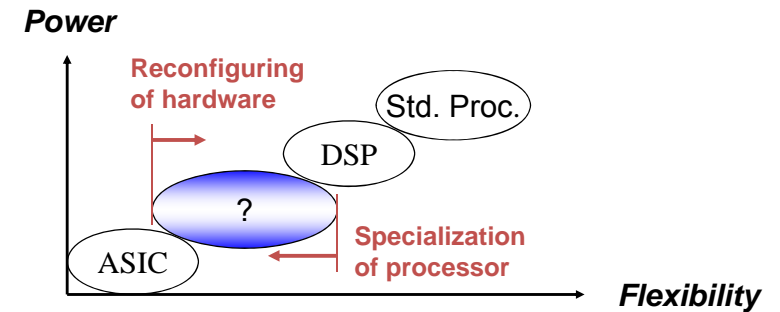 Power
Reconfiguring
of hardware
Std. Proc.
DSP
?
ASIC
Specialization
of processor
Flexibility